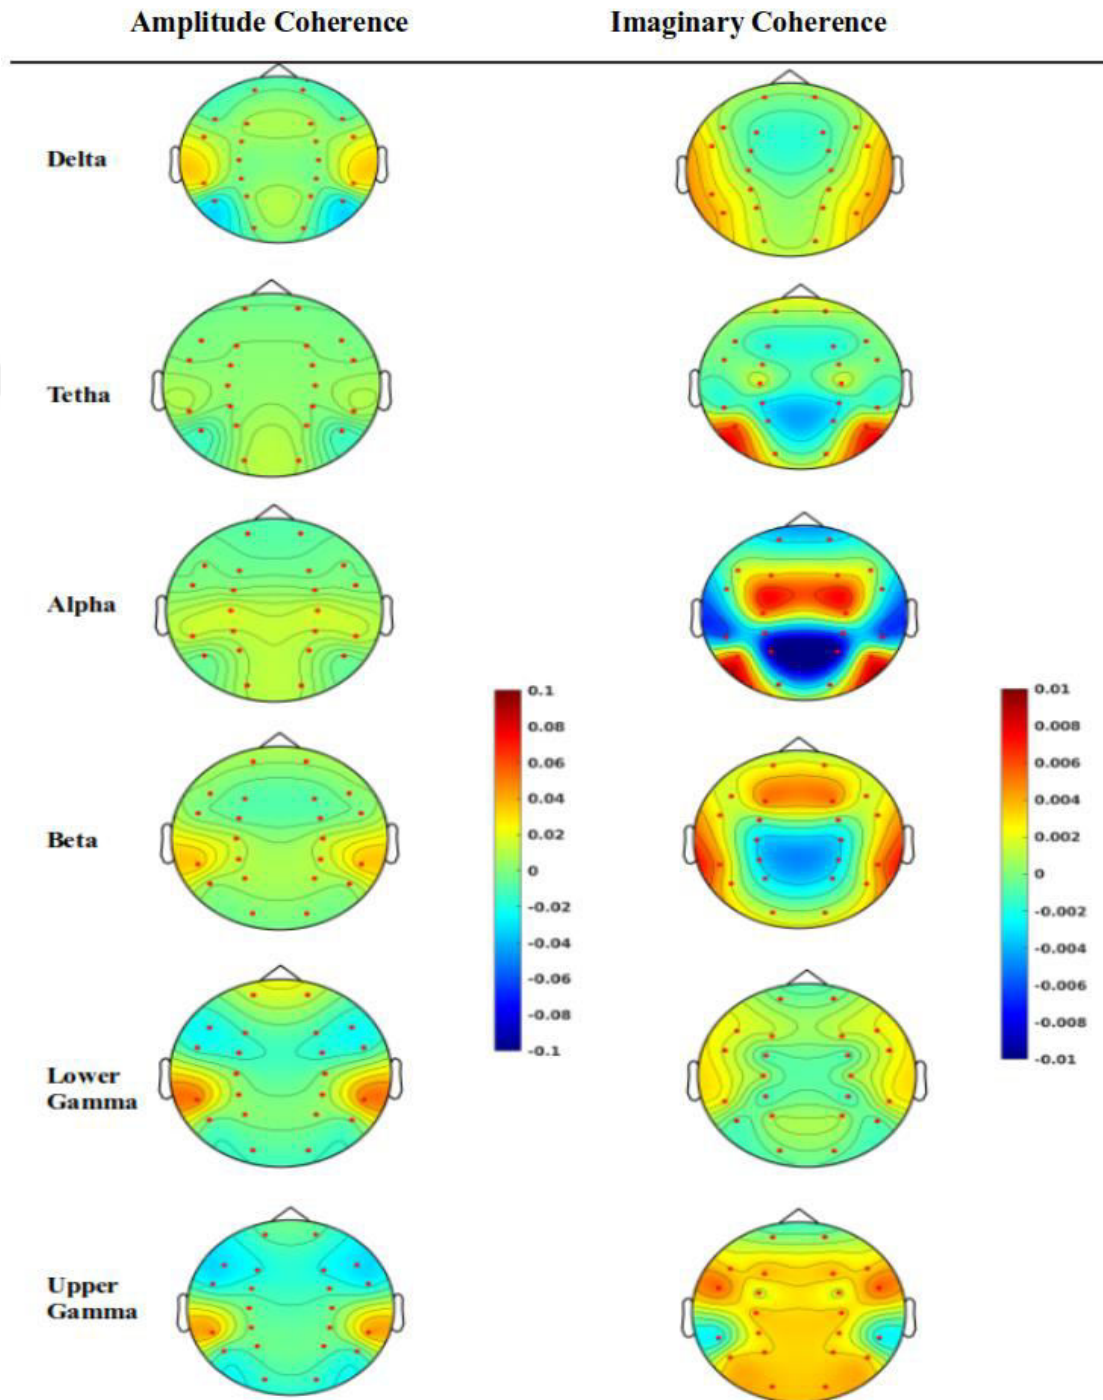 Amplitude Coherence Imaginary Coherence
Delta
Tetha
Alpha
0.1
0.08
0.06
0.04
0.02
0
-0.02
-0.04
-0.06
-0.08
-0.1
0.01
0.008
0.006
0.004
0.002
0
-0.002
-0.004
-0.006
-0.008
-0.01
Beta
Lower
Gamma
Upper
Gamma